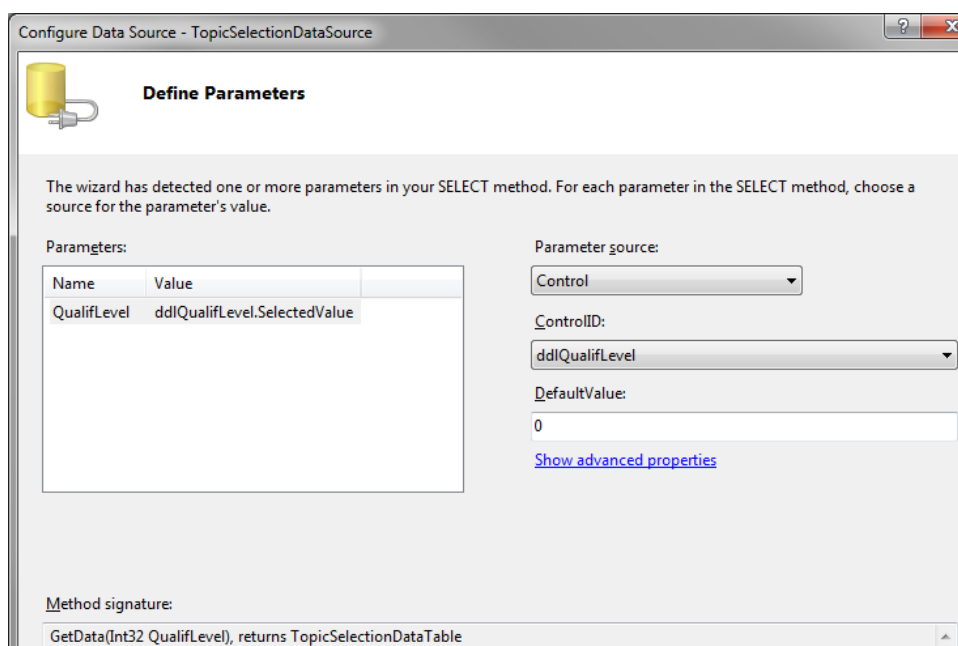 Configure Data Source - TopicSelectionDataSource
Define Parameters
The wizard has detected one or more parameters in your SELECT method. For each parameter in the SELECT method, choose a
source for the parameter's value.
Parameters:
Name Value
QualifLevel ddlQualifLevel.SelectedValue
Parameter source:
Control
ControlID:
ddlQualifLevel
DefaultValue:
0
Show advanced properties
Method signature:
GetData(Int32 QualifLevel), returns TopicSelectionDataTable